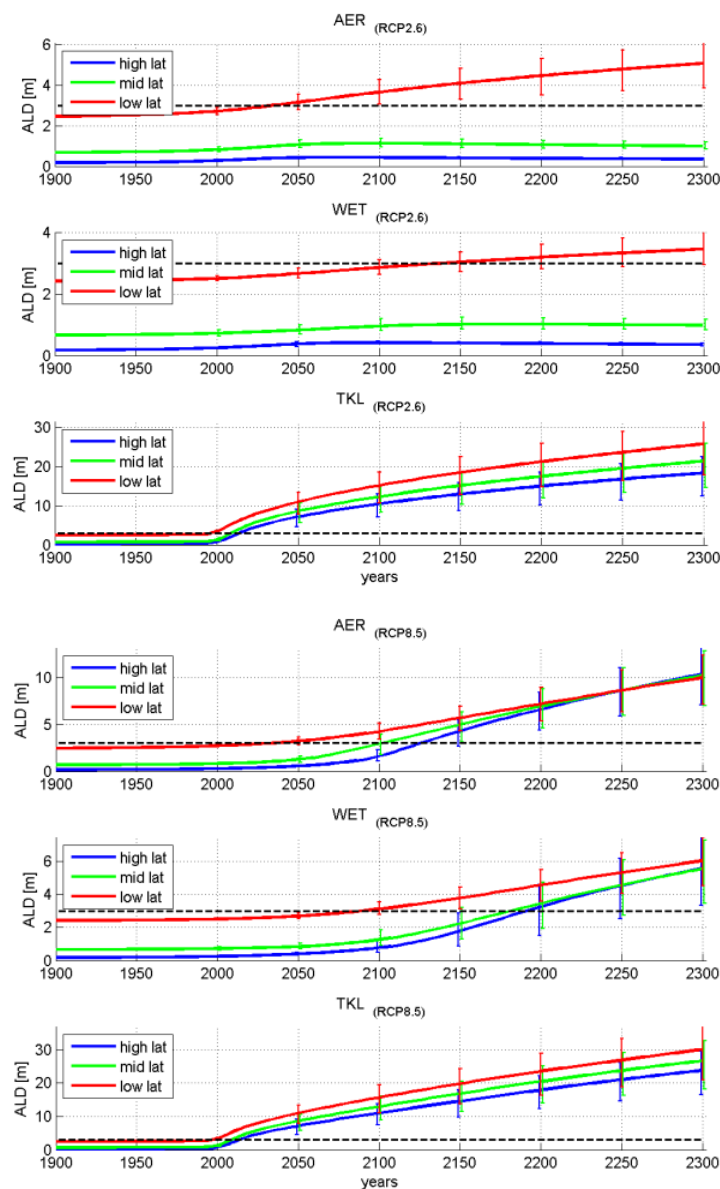 AER (RCP2.6)
ALD [m]
6
4
2
0
high lat
mid lat
low lat
1900 1950 2000 2050 2100 2150 2200 2250 2300
WET (RCP2.6)
ALD [m]
4
2
0
high lat
mid lat
low lat
1900 1950 2000 2050 2100 2150 2200 2250 2300
TKL (RCP2.6)
ALD [m]
30
20
10
0
high lat
mid lat
low lat
1900 1950 2000 2050 2100 2150 2200 2250 2300
years
AER (RCP8.5)
ALD [m]
10
5
0
high lat
mid lat
low lat
1900 1950 2000 2050 2100 2150 2200 2250 2300
WET (RCP8.5)
ALD [m]
6
4
2
0
high lat
mid lat
low lat
1900 1950 2000 2050 2100 2150 2200 2250 2300
TKL (RCP8.5)
ALD [m]
30
20
10
0
high lat
mid lat
low lat
1900 1950 2000 2050 2100 2150 2200 2250 2300
years